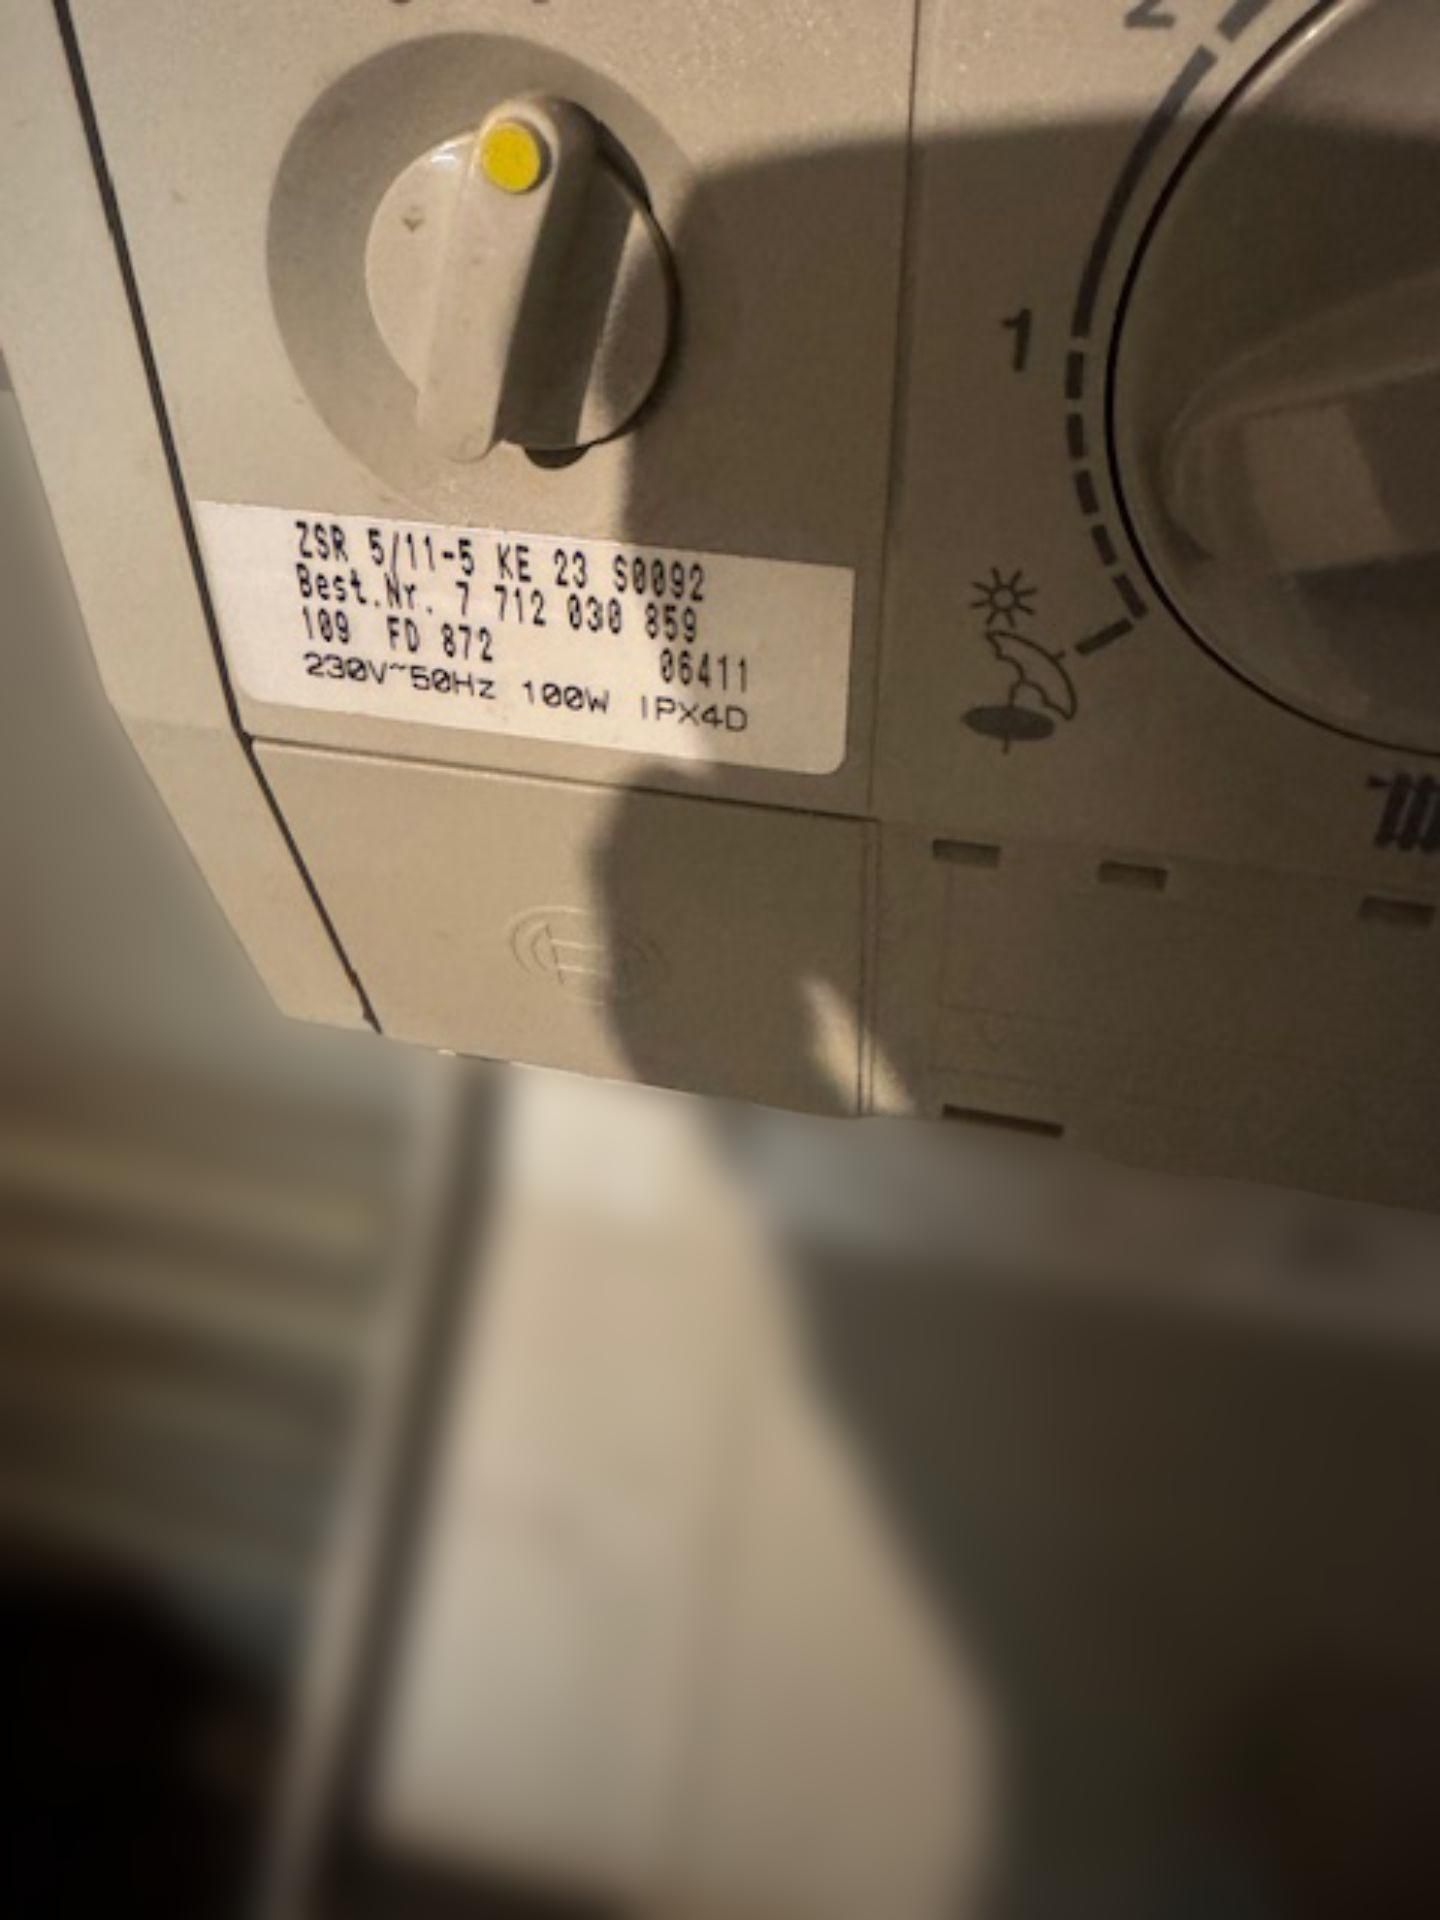 2
1
ZSR 5/11-5 KE 23 S0092
Best.Nr. 7 712 030 859
109 FD 872 06411
230V~50Hz 100W IPX4D